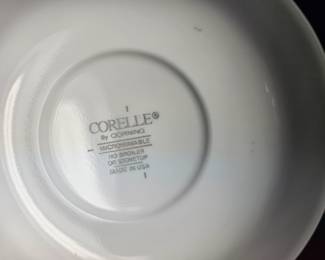 CORELLE®
By CORNING
MICROWAVABLE
NO BROILER
OR STOVETOP
MADE IN USA